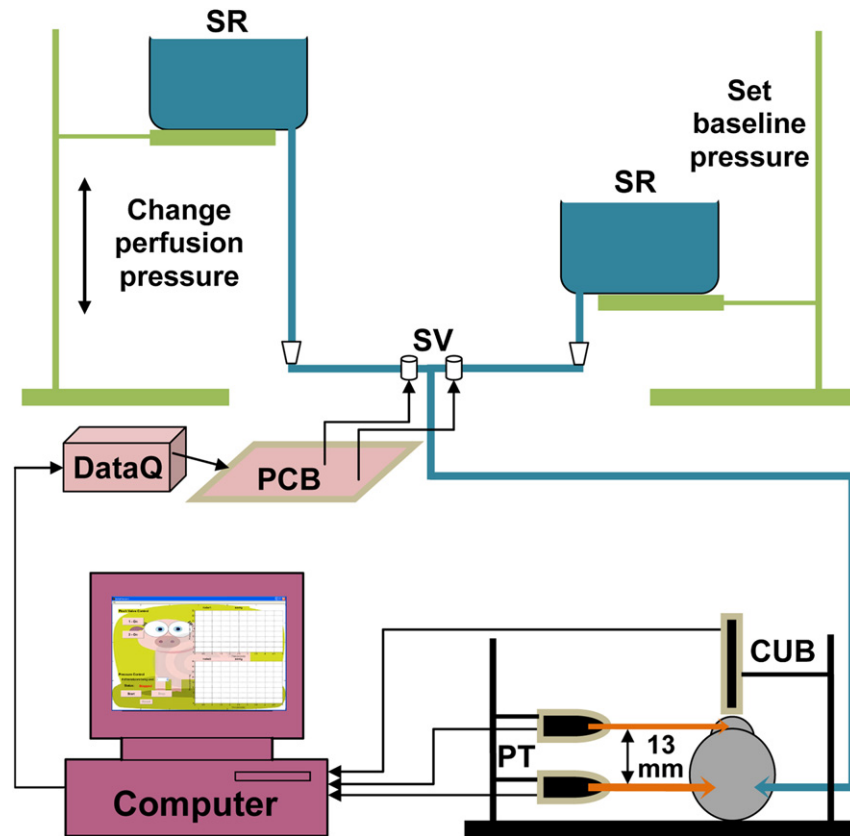 SR
Set
baseline
pressure
SR
Change
perfusion
pressure
SV
DataQ
PCB
CUB
PT
13
mm
Computer